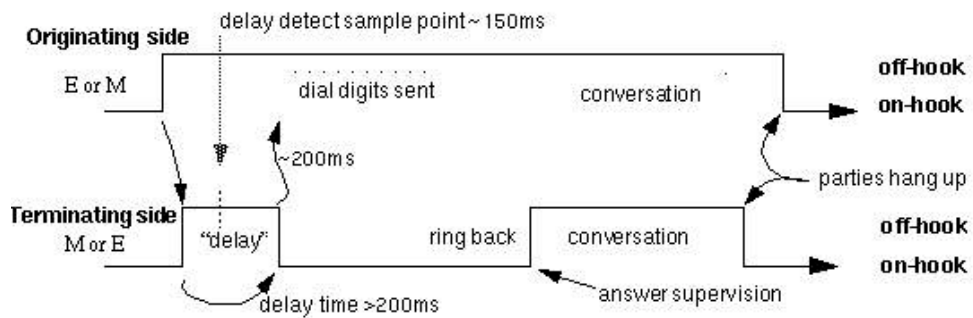 delay detect sample point ~ 150ms
Originating side
E or M
off-hook
dial digits sent
conversation
on-hook
~200ms
parties hang up
Terminating side
M or E
"delay"
ring back
conversation
off-hook
on-hook
delay time >200ms
answer supervision